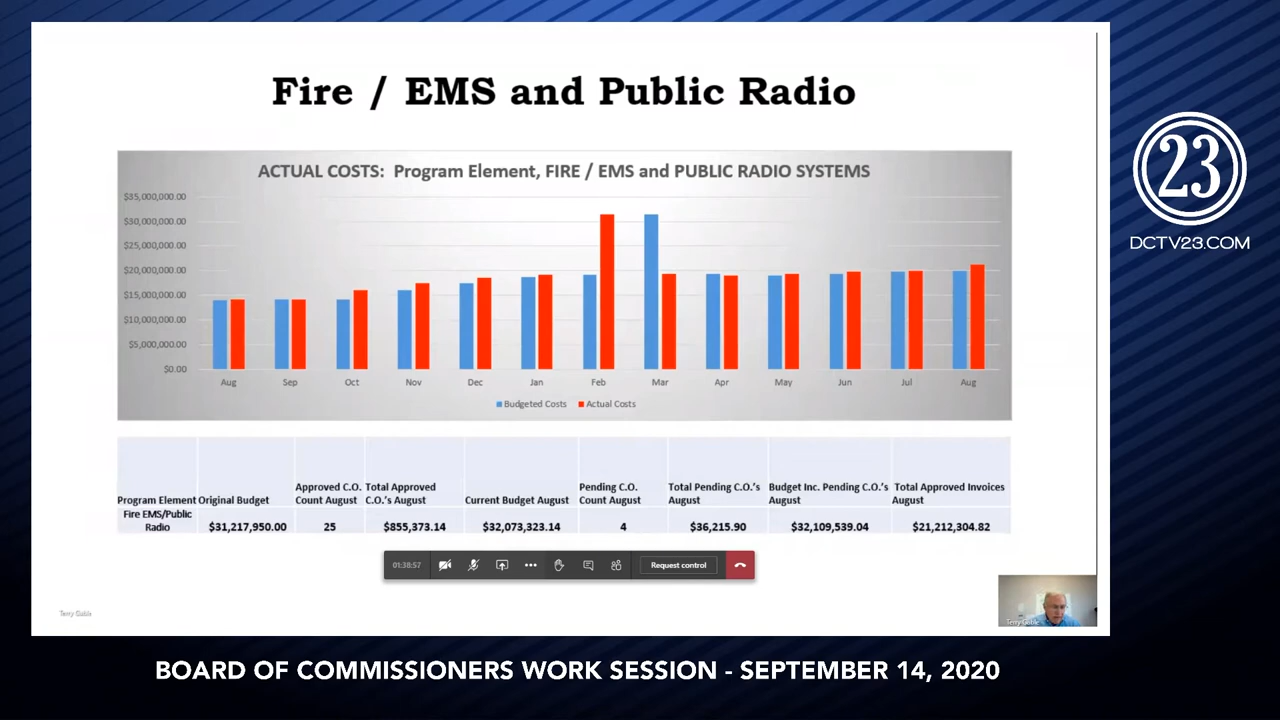 Fire / EMS and Public Radio
ACTUAL COSTS: Program Element, FIRE / EMS and PUBLIC RADIO SYSTEMS
$35,000,000.00
$30,000,000.00
$25,000,000.00
$20,000,000.00
$15,000,000.00
$10,000,000.00
$5,000,000.00
$0.00
Aug Sep Oct Nov Dec Jan Feb Mar Apr May Jun Jul Aug
Budgeted Costs Actual Costs
Program Element Original Budget Approved C.O. Count August Total Approved C.O.'s August Current Budget August Pending C.O. Count August Total Pending C.O.'s August Budget Inc. Pending C.O.'s August Total Approved Invoices August
Fire EMS/Public Radio $31,217,950.00 25 $855,373.14 $32,073,323.14 4 $36,215.90 $32,109,539.04 $21,212,304.82
01:38:57 Request control
Terry Gable
Terry Gable
23
DCTV23.COM
BOARD OF COMMISSIONERS WORK SESSION - SEPTEMBER 14, 2020